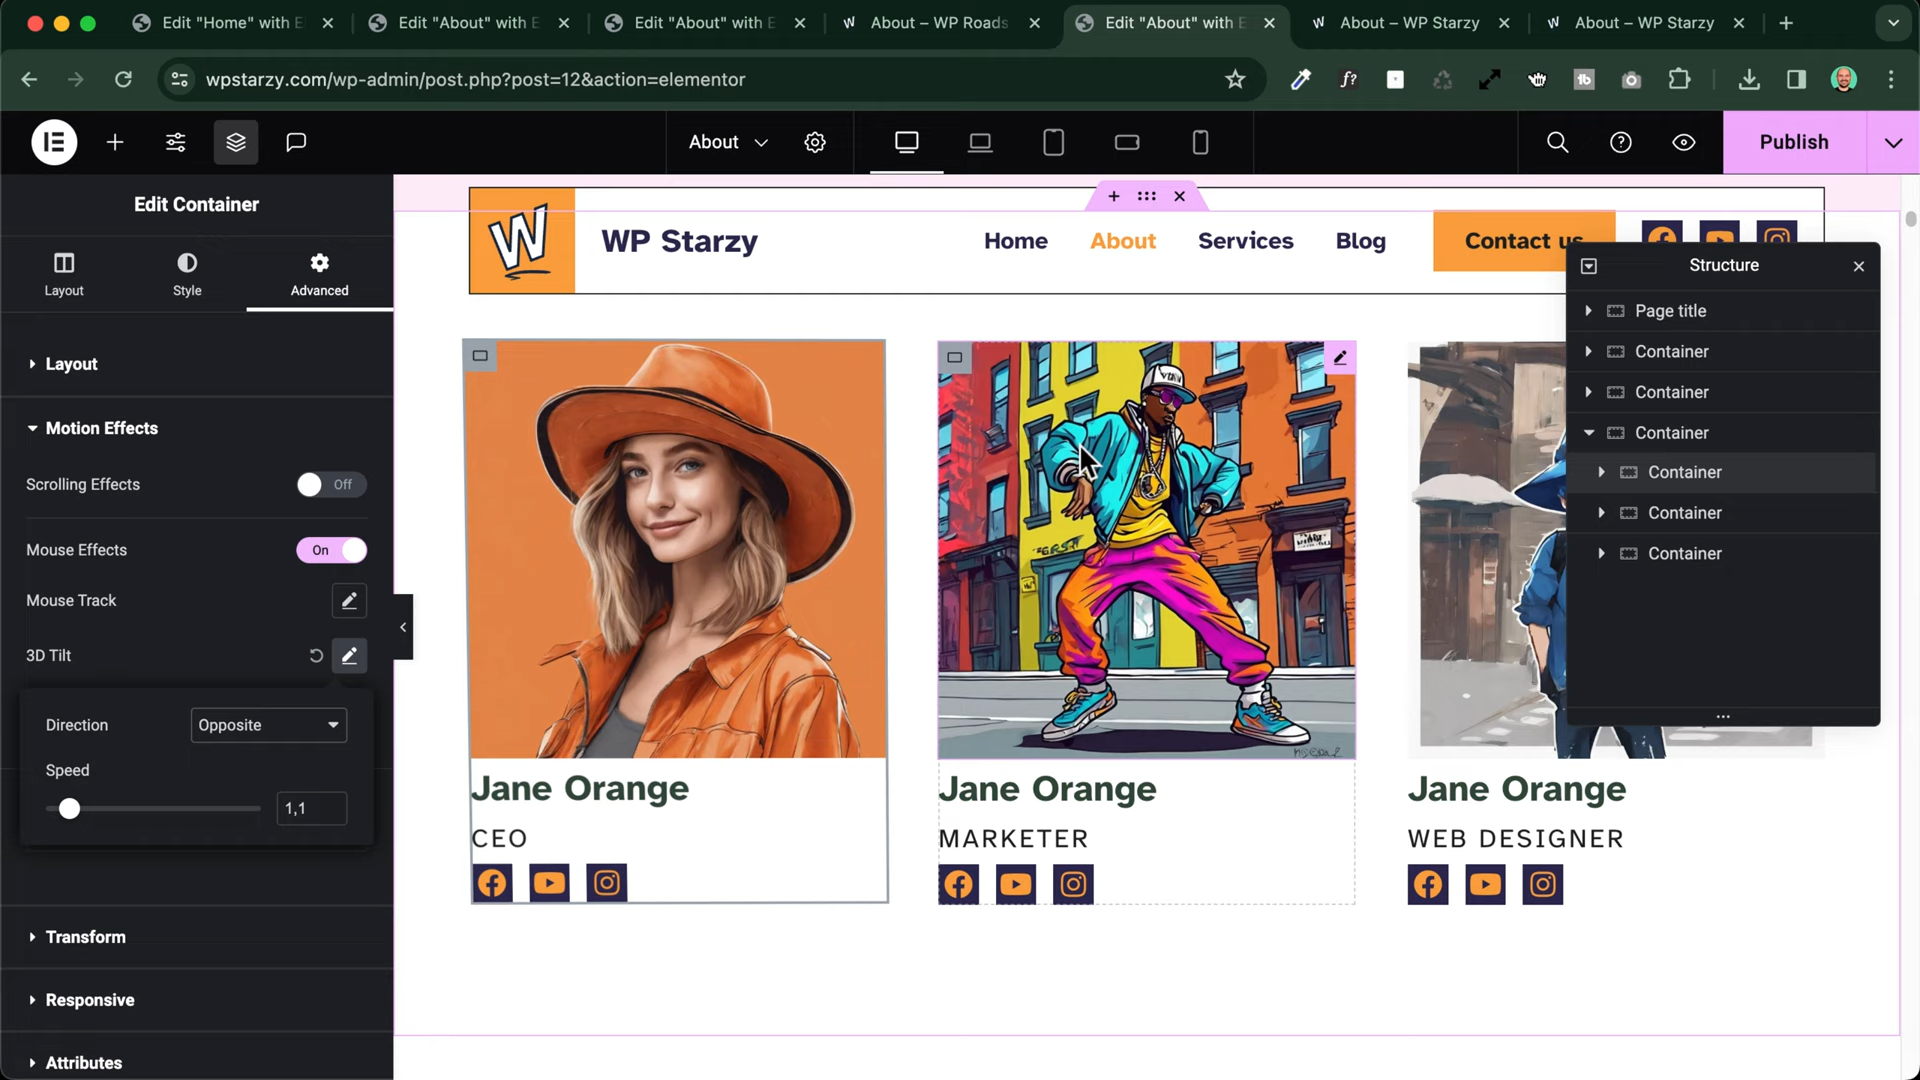 Edit "Home" with E
Edit "About" with E
Edit "About" with E
About – WP Roads
Edit "About" with E
About – WP Starzy
About – WP Starzy
wpstarzy.com/wp-admin/post.php?post=12&action=elementor
About
Publish
Edit Container
Layout
Style
Advanced
Layout
Motion Effects
Scrolling Effects
Off
Mouse Effects
On
Mouse Track
3D Tilt
Direction
Opposite
Speed
1,1
Transform
Responsive
Attributes
W
WP Starzy
Home
About
Services
Blog
Contact us
Structure
Page title
Container
Container
Container
Container
Container
Container
Jane Orange
CEO
Jane Orange
MARKETER
Jane Orange
WEB DESIGNER